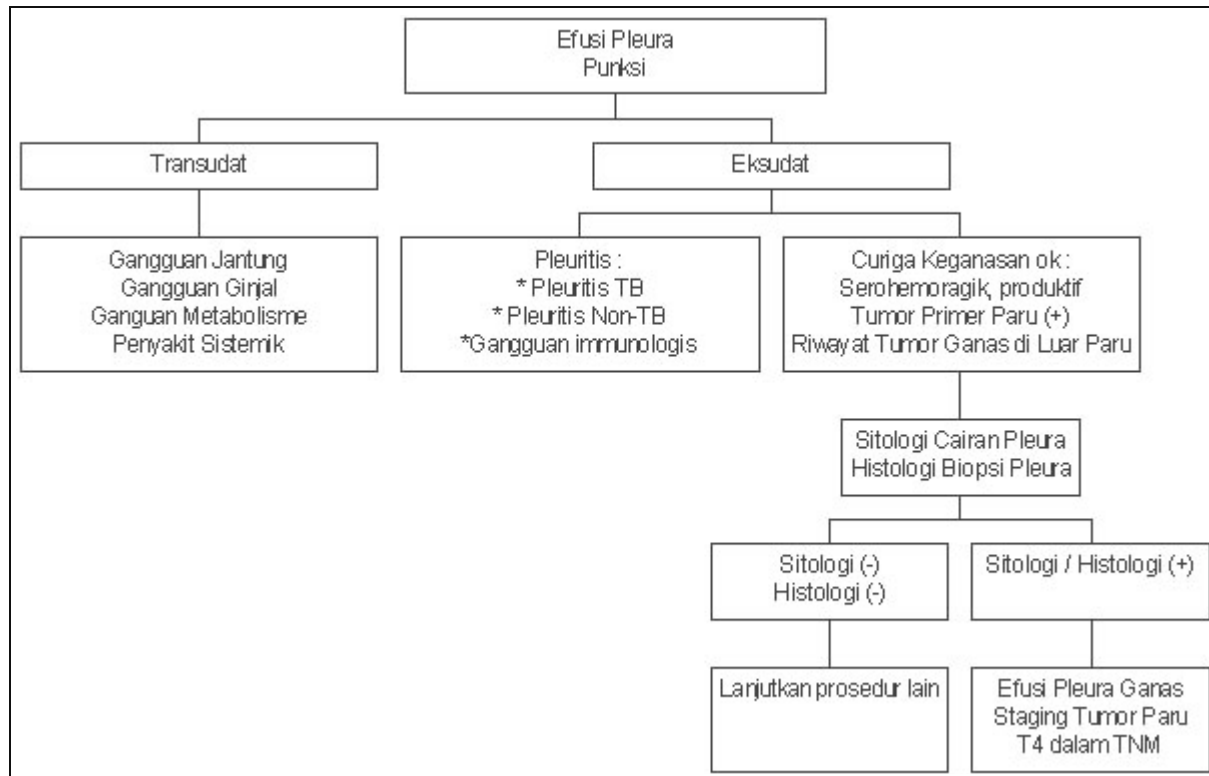 Efusi Pleura
Punksi
Transudat
Eksudat
Gangguan Jantung
Gangguan Ginjal
Ganguan Metabolisme
Penyakit Sistemik
Pleuritis :
* Pleuritis TB
* Pleuritis Non-TB
*Gangguan immunologis
Curiga Keganasan ok :
Serohemoragik, produktif
Tumor Primer Paru (+)
Riwayat Tumor Ganas di Luar Paru
Sitologi Cairan Pleura
Histologi Biopsi Pleura
Sitologi (-)
Histologi (-)
Sitologi / Histologi (+)
Lanjutkan prosedur lain
Efusi Pleura Ganas
Staging Tumor Paru
T4 dalam TNM